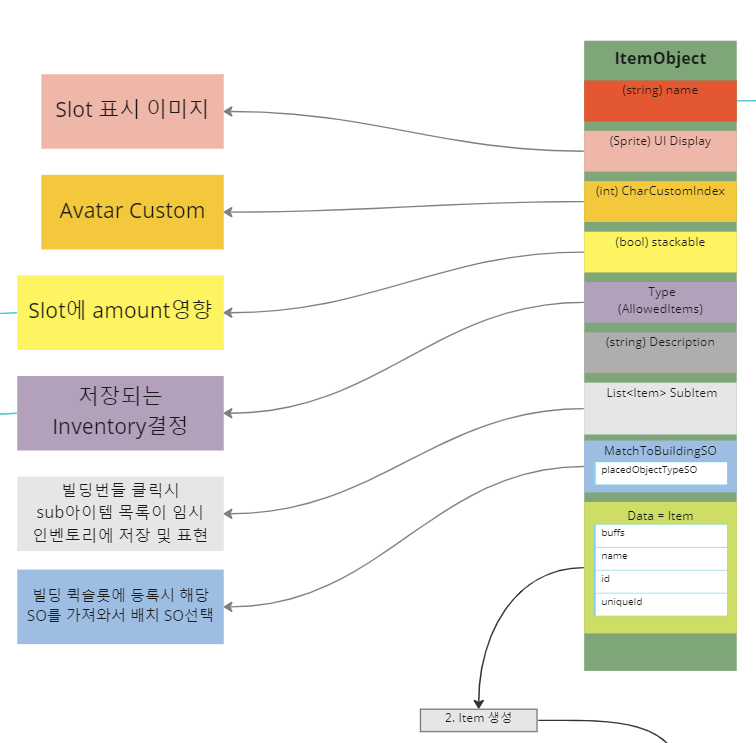 Slot 표시 이미지
Avatar Custom
Slot에 amount영향
저장되는
Inventory결정
빌딩번들 클릭시
sub아이템 목록이 임시
인벤토리에 저장 및 표현
빌딩 퀵슬롯에 등록시 해당
SO를 가져와서 배치 SO선택
ItemObject
(string) name
(Sprite) UI Display
(int) CharCustomIndex
(bool) stackable
Type
(AllowedItems)
(string) Description
List<Item> SubItem
MatchToBuildingSO
placedObjectTypeSO
Data = Item
buffs
name
id
uniqueId
2. Item 생성